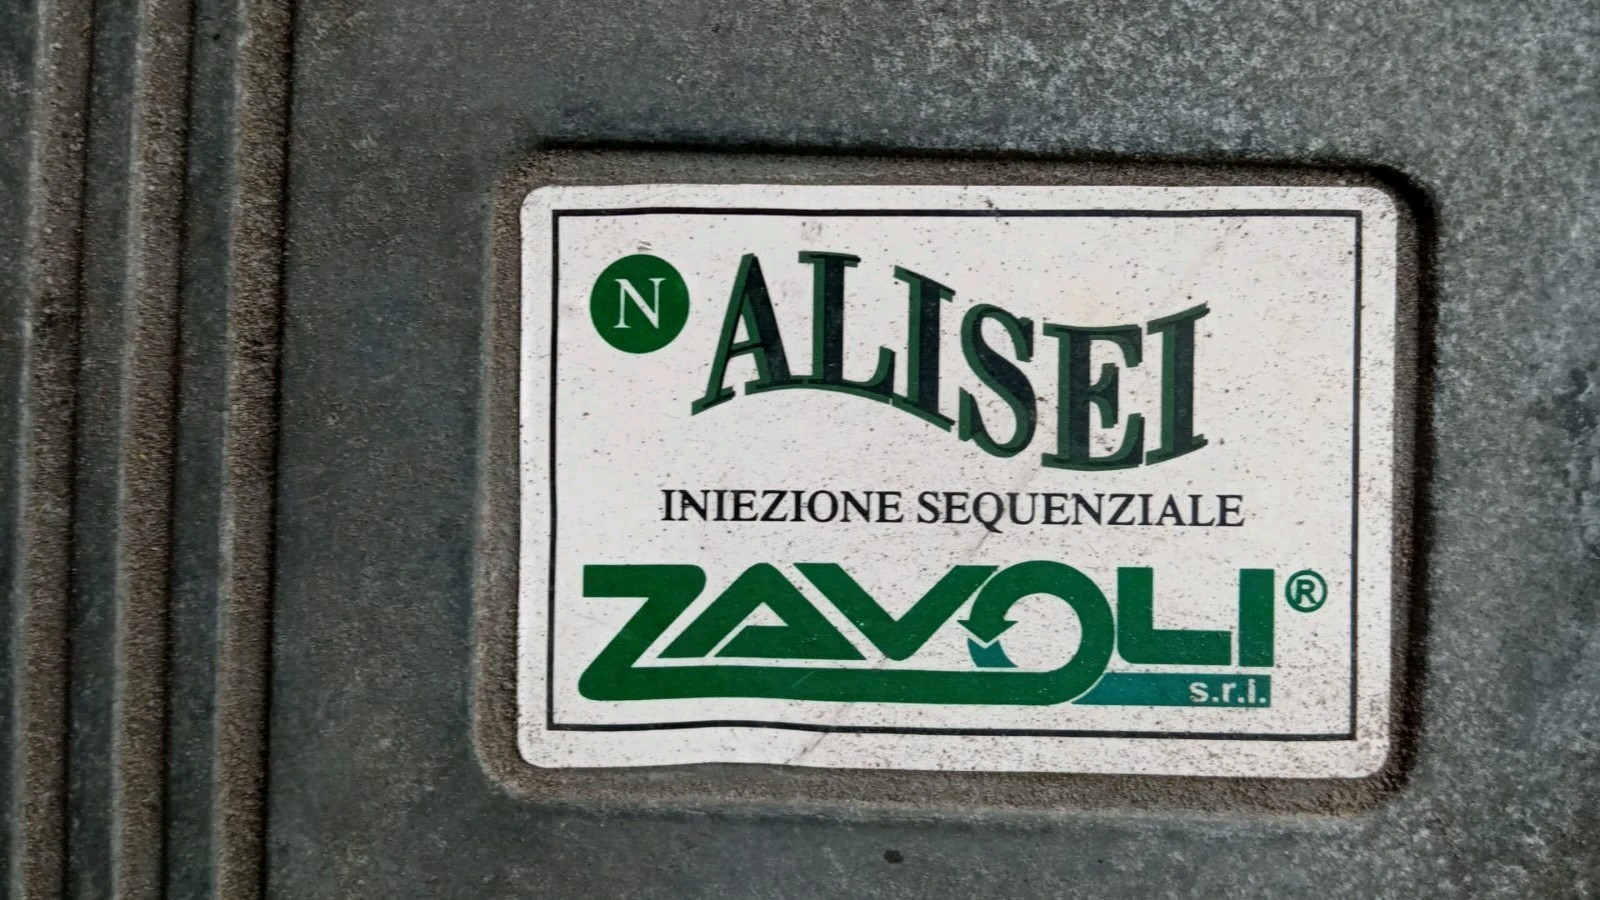 N ALISEI
INIEZIONE SEQUENZIALE
ZAVOLI ®
s.r.l.